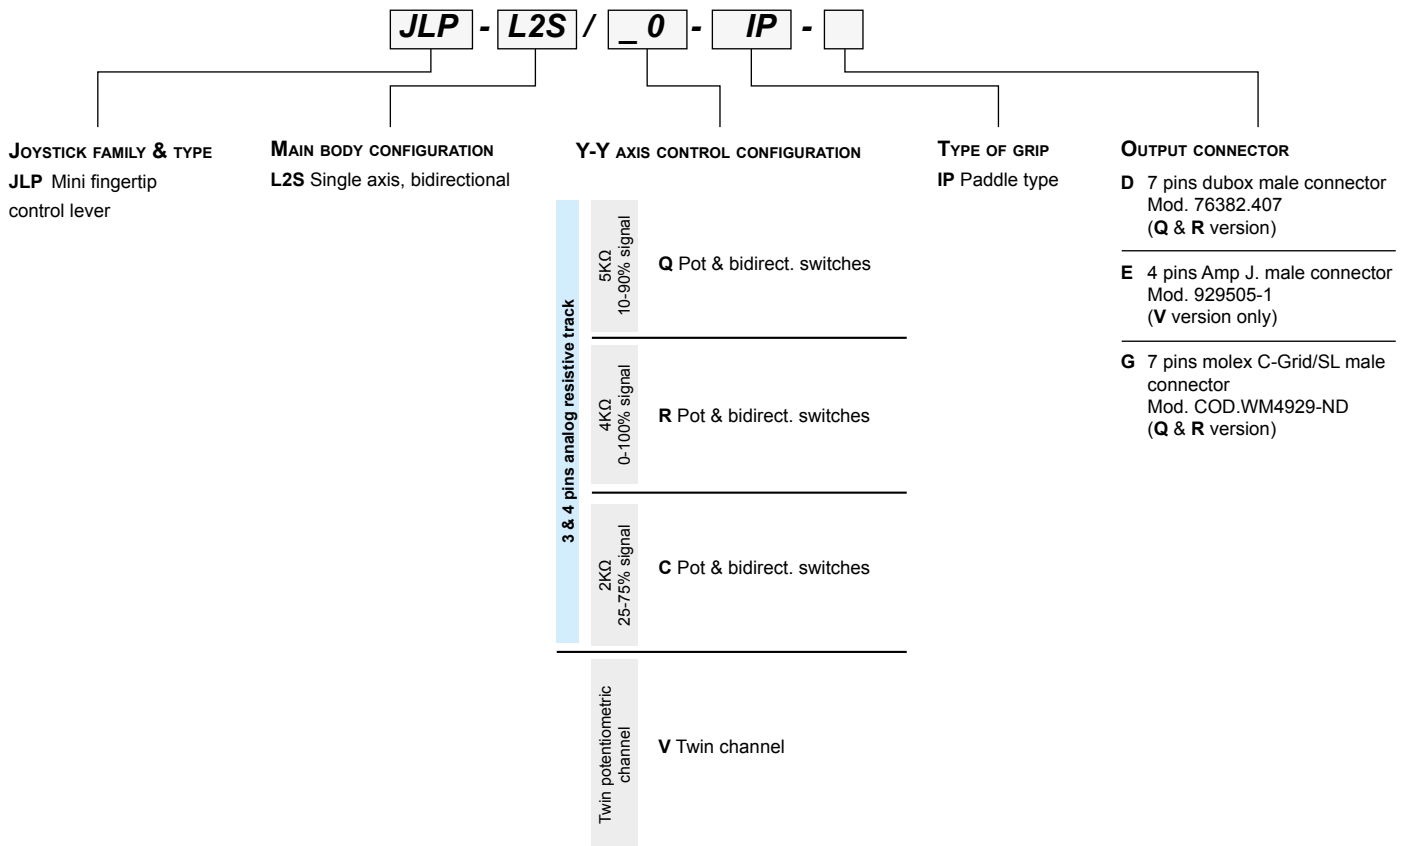 JLP - L2S / _ 0 - IP -
JOYSTICK FAMILY & TYPE
JLP Mini fingertip
control lever
MAIN BODY CONFIGURATION
L2S Single axis, bidirectional
Y-Y AXIS CONTROL CONFIGURATION
3 & 4 pins analog resistive track
5KΩ
10-90% signal
Q Pot & bidirect. switches
4KΩ
0-100% signal
R Pot & bidirect. switches
2KΩ
25-75% signal
C Pot & bidirect. switches
Twin potentiometric
channel
V Twin channel
TYPE OF GRIP
IP Paddle type
OUTPUT CONNECTOR
D 7 pins dubox male connector
Mod. 76382.407
(Q & R version)
E 4 pins Amp J. male connector
Mod. 929505-1
(V version only)
G 7 pins molex C-Grid/SL male
connector
Mod. COD.WM4929-ND
(Q & R version)